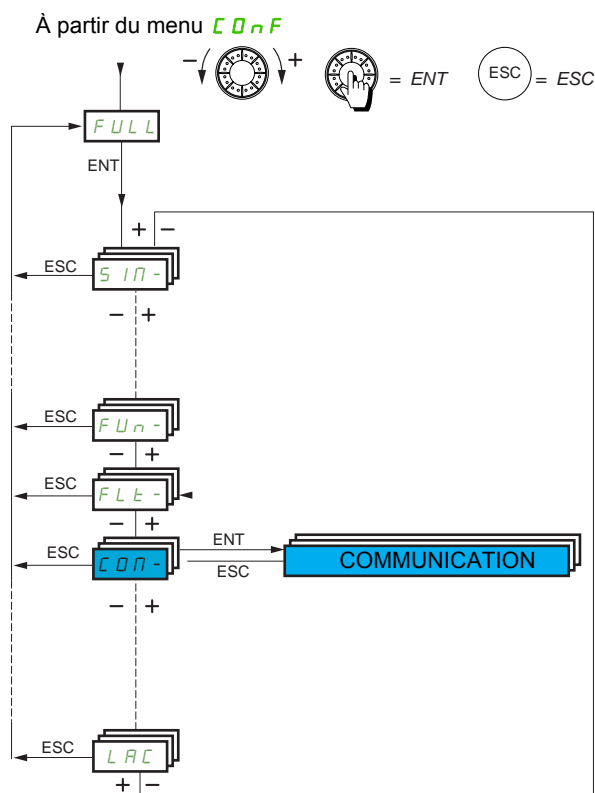 À partir du menu COnF
− + = ENT ESC = ESC
FULL
ENT
+ −
ESC SIM-
− +
ESC FUn-
− +
ESC FLt-
− +
ESC COM- ENT COMMUNICATION
ESC
− +
ESC LAC
+ −